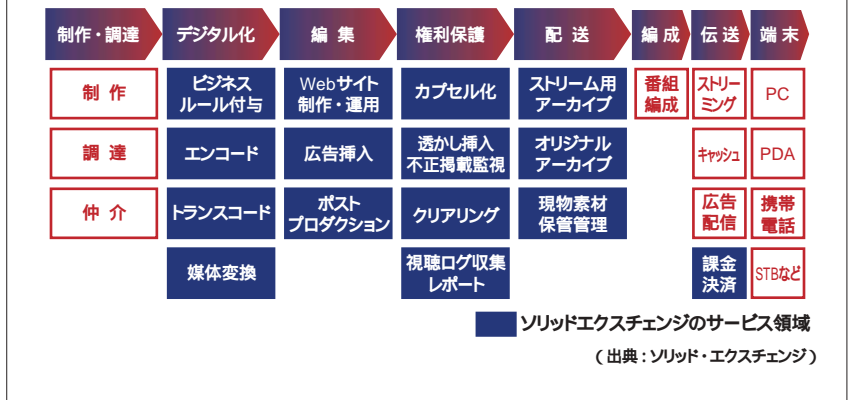 制作・調達 デジタル化 編集 権利保護 配送 編成 伝送 端末
制作
ビジネス
ルール付与
Webサイト
制作・運用
カプセル化
ストリーム用
アーカイブ
番組
編成
ストリー
ミング
PC
調達
エンコード
広告挿入
透かし挿入
不正掲載監視
オリジナル
アーカイブ
キャッシュ
PDA
仲介
トランスコード
ポスト
プロダクション
クリアリング
現物素材
保管管理
広告
配信
携帯
電話
媒体変換
視聴ログ収集
レポート
課金
決済
STBなど
ソリッドエクスチェンジのサービス領域
(出典:ソリッド・エクスチェンジ)